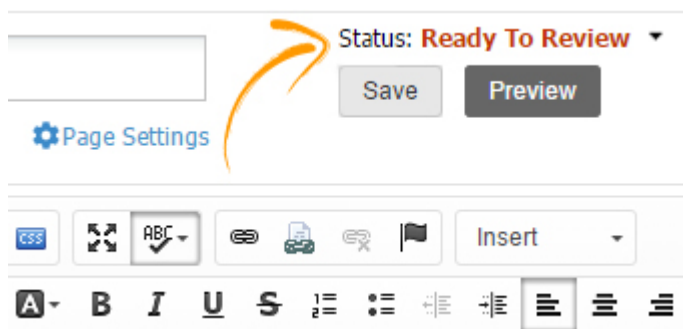 Status: Ready To Review
Save Preview
Page Settings
CSS ABC Insert
A B I U S